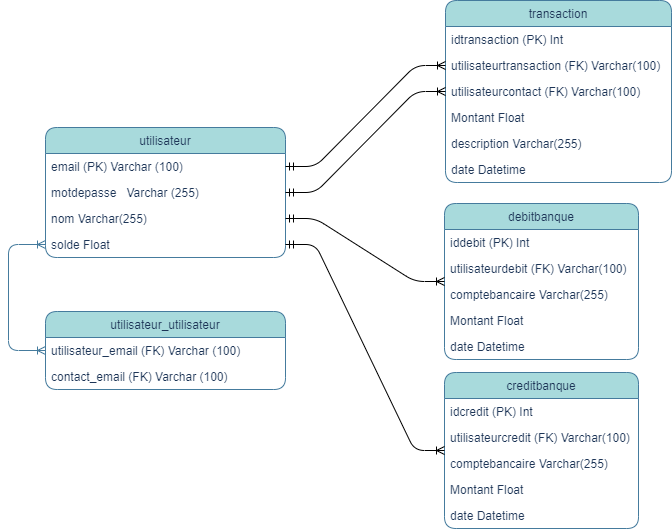 utilisateur
email (PK) Varchar (100)
motdepasse Varchar (255)
nom Varchar(255)
solde Float
utilisateur_utilisateur
utilisateur_email (FK) Varchar (100)
contact_email (FK) Varchar (100)
transaction
idtransaction (PK) Int
utilisateurtransaction (FK) Varchar(100)
utilisateurcontact (FK) Varchar(100)
Montant Float
description Varchar(255)
date Datetime
debitbanque
iddebit (PK) Int
utilisateurdebit (FK) Varchar(100)
comptebancaire Varchar(255)
Montant Float
date Datetime
creditbanque
idcredit (PK) Int
utilisateurcredit (FK) Varchar(100)
comptebancaire Varchar(255)
Montant Float
date Datetime